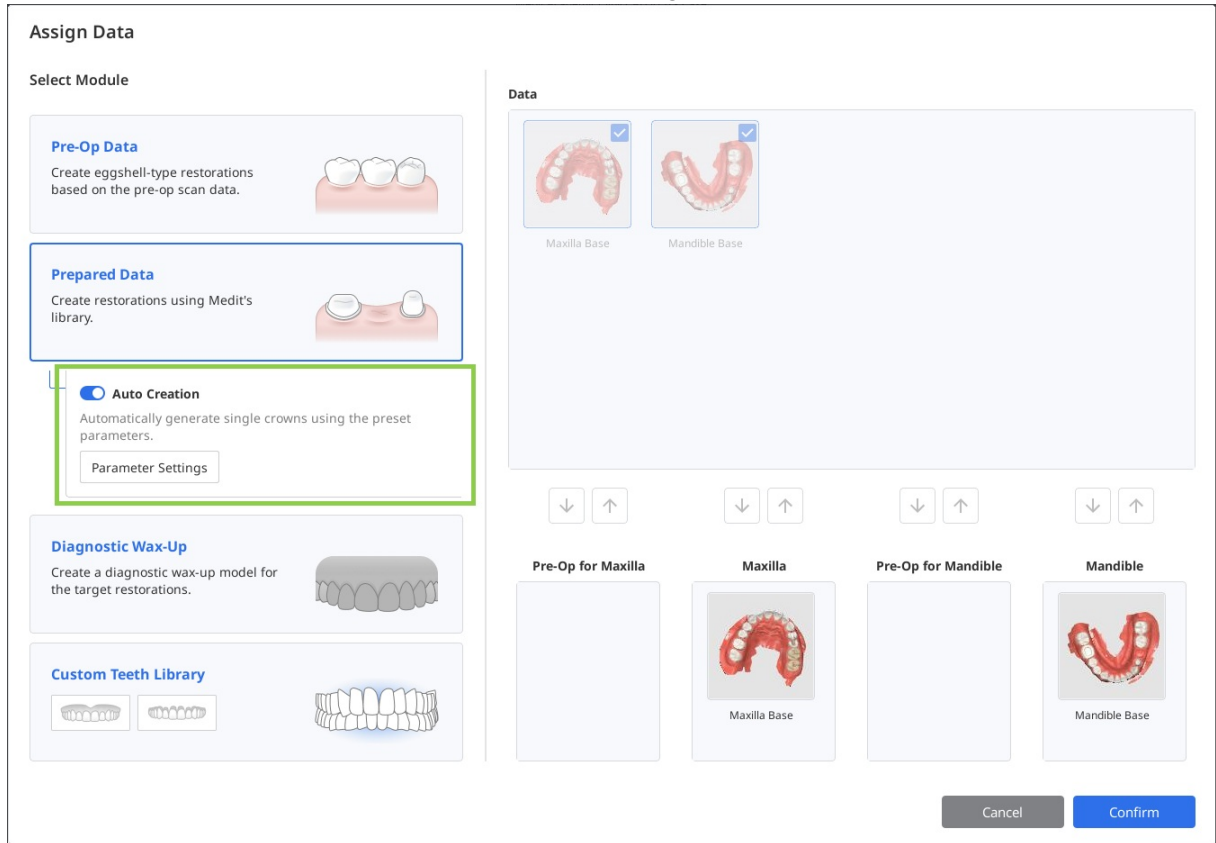 Assign Data
Select Module
Pre-Op Data
Create eggshell-type restorations
based on the pre-op scan data.
Prepared Data
Create restorations using Medit's
library.
Auto Creation
Automatically generate single crowns using the preset
parameters.
Parameter Settings
Diagnostic Wax-Up
Create a diagnostic wax-up model for
the target restorations.
Custom Teeth Library
Data
Maxilla Base
Mandible Base
Pre-Op for Maxilla
Maxilla
Pre-Op for Mandible
Mandible
Maxilla Base
Mandible Base
Cancel
Confirm